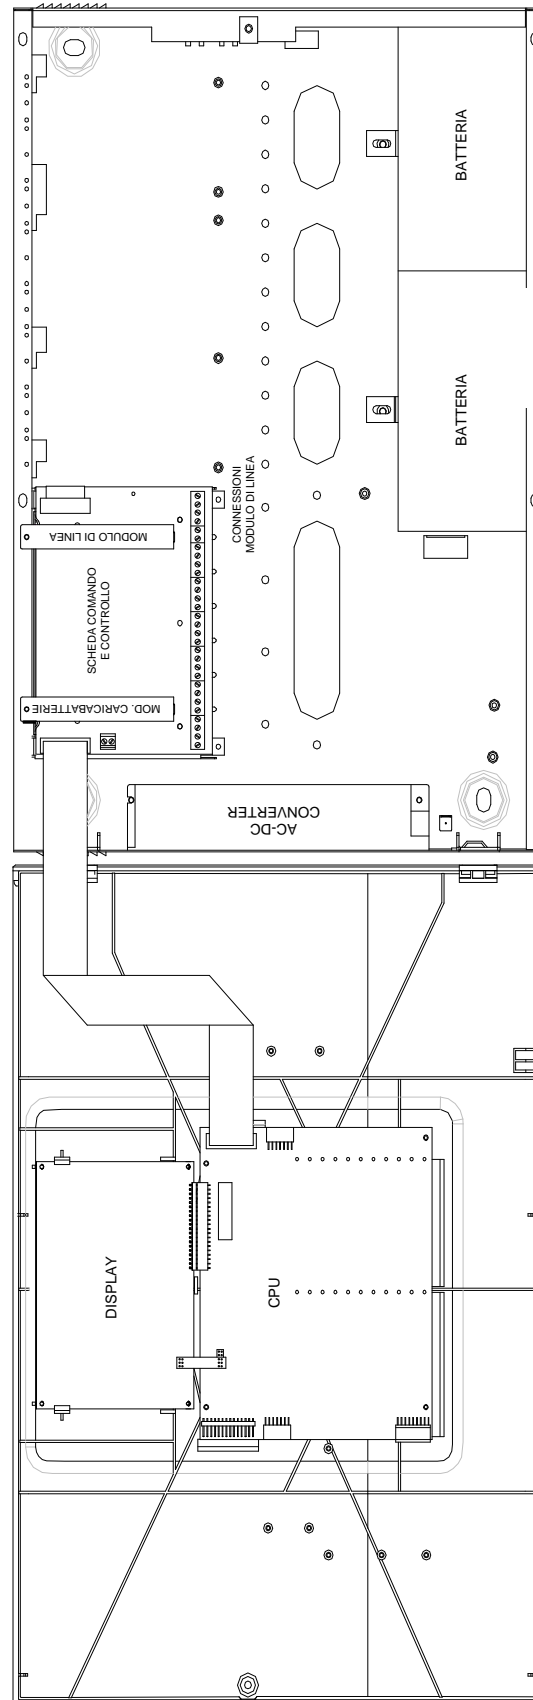 BATTERIA
BATTERIA
CONNESSIONI
MODULO DI LINEA
MODULO DI LINEA
SCHEDA COMANDO
E CONTROLLO
MOD. CARICABATTERIE
AC-DC
CONVERTER
DISPLAY
CPU